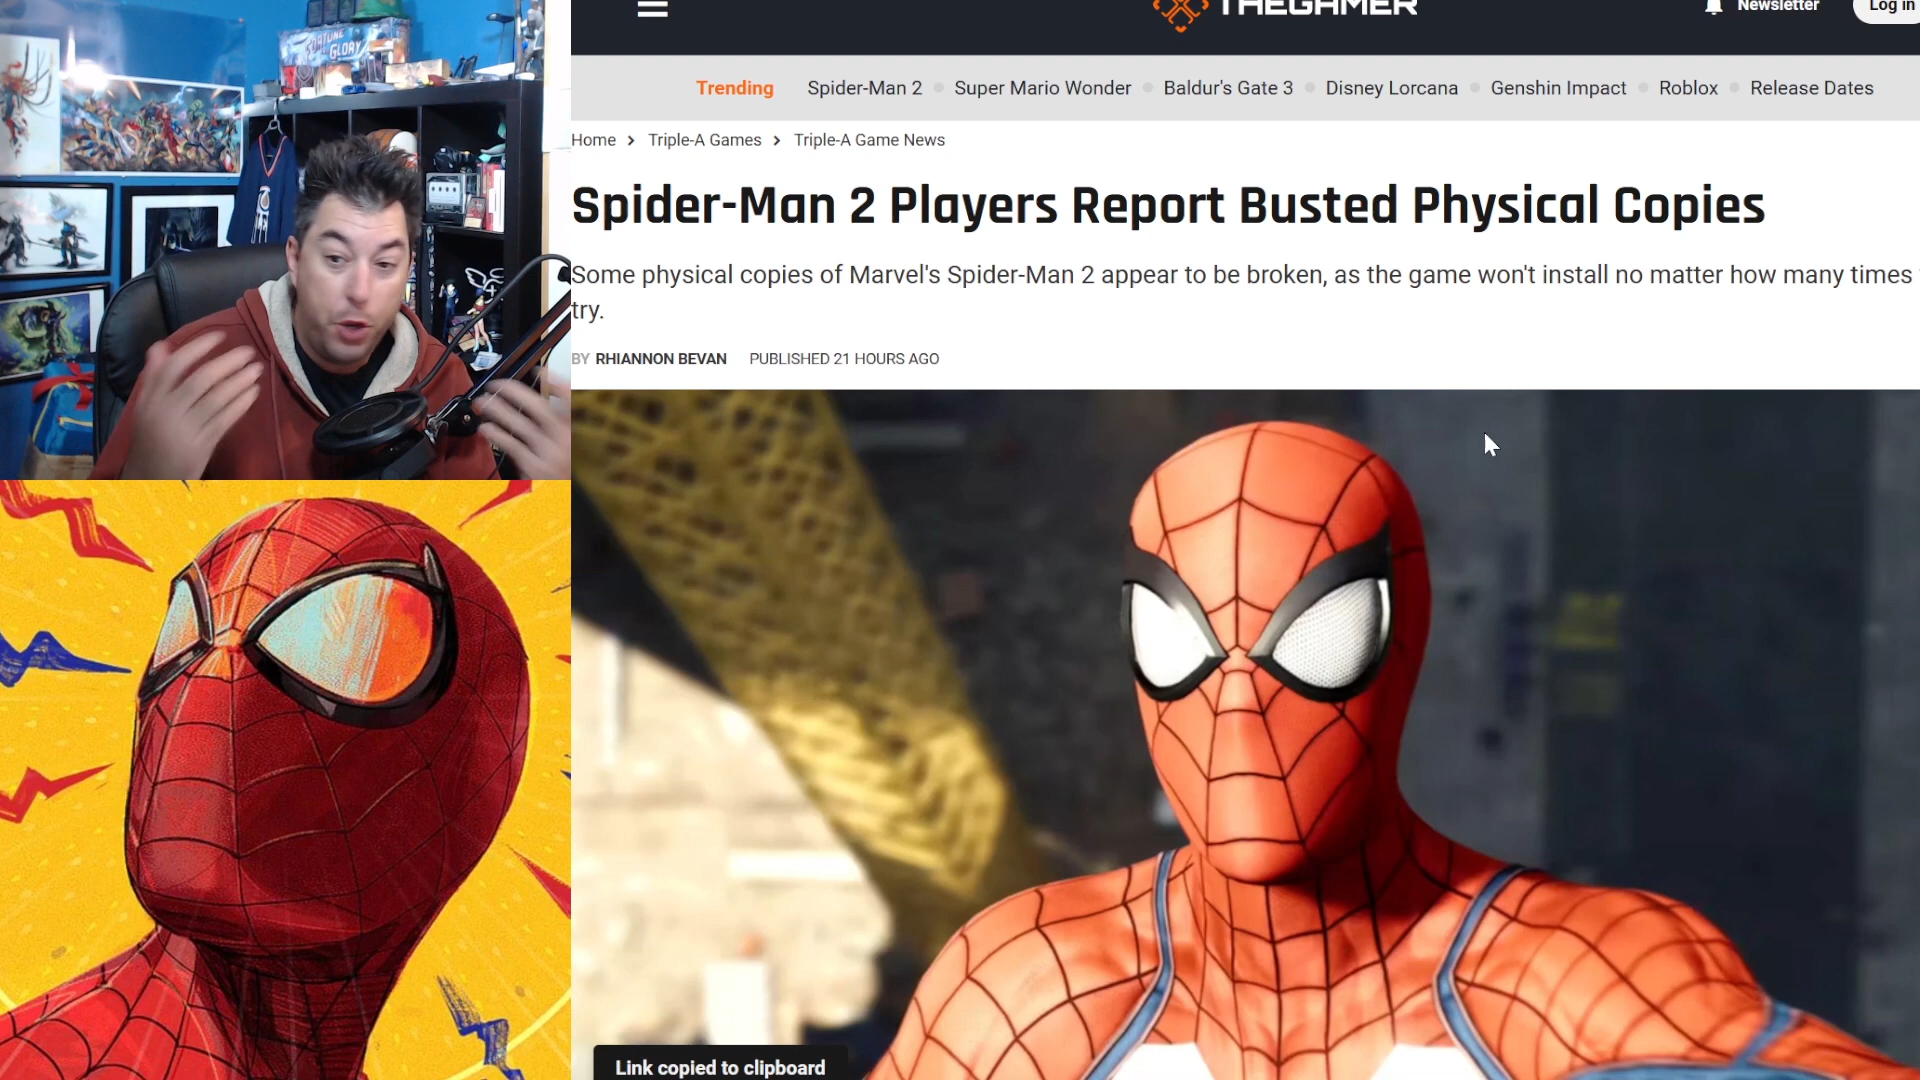 FORTUNE
GLORY
THEGAMER
Newsletter
Log in
Trending
Spider-Man 2
Super Mario Wonder
Baldur's Gate 3
Disney Lorcana
Genshin Impact
Roblox
Release Dates
Home > Triple-A Games > Triple-A Game News
Spider-Man 2 Players Report Busted Physical Copies
Some physical copies of Marvel's Spider-Man 2 appear to be broken, as the game won't install no matter how many times
try.
BY RHIANNON BEVAN PUBLISHED 21 HOURS AGO
Link copied to clipboard